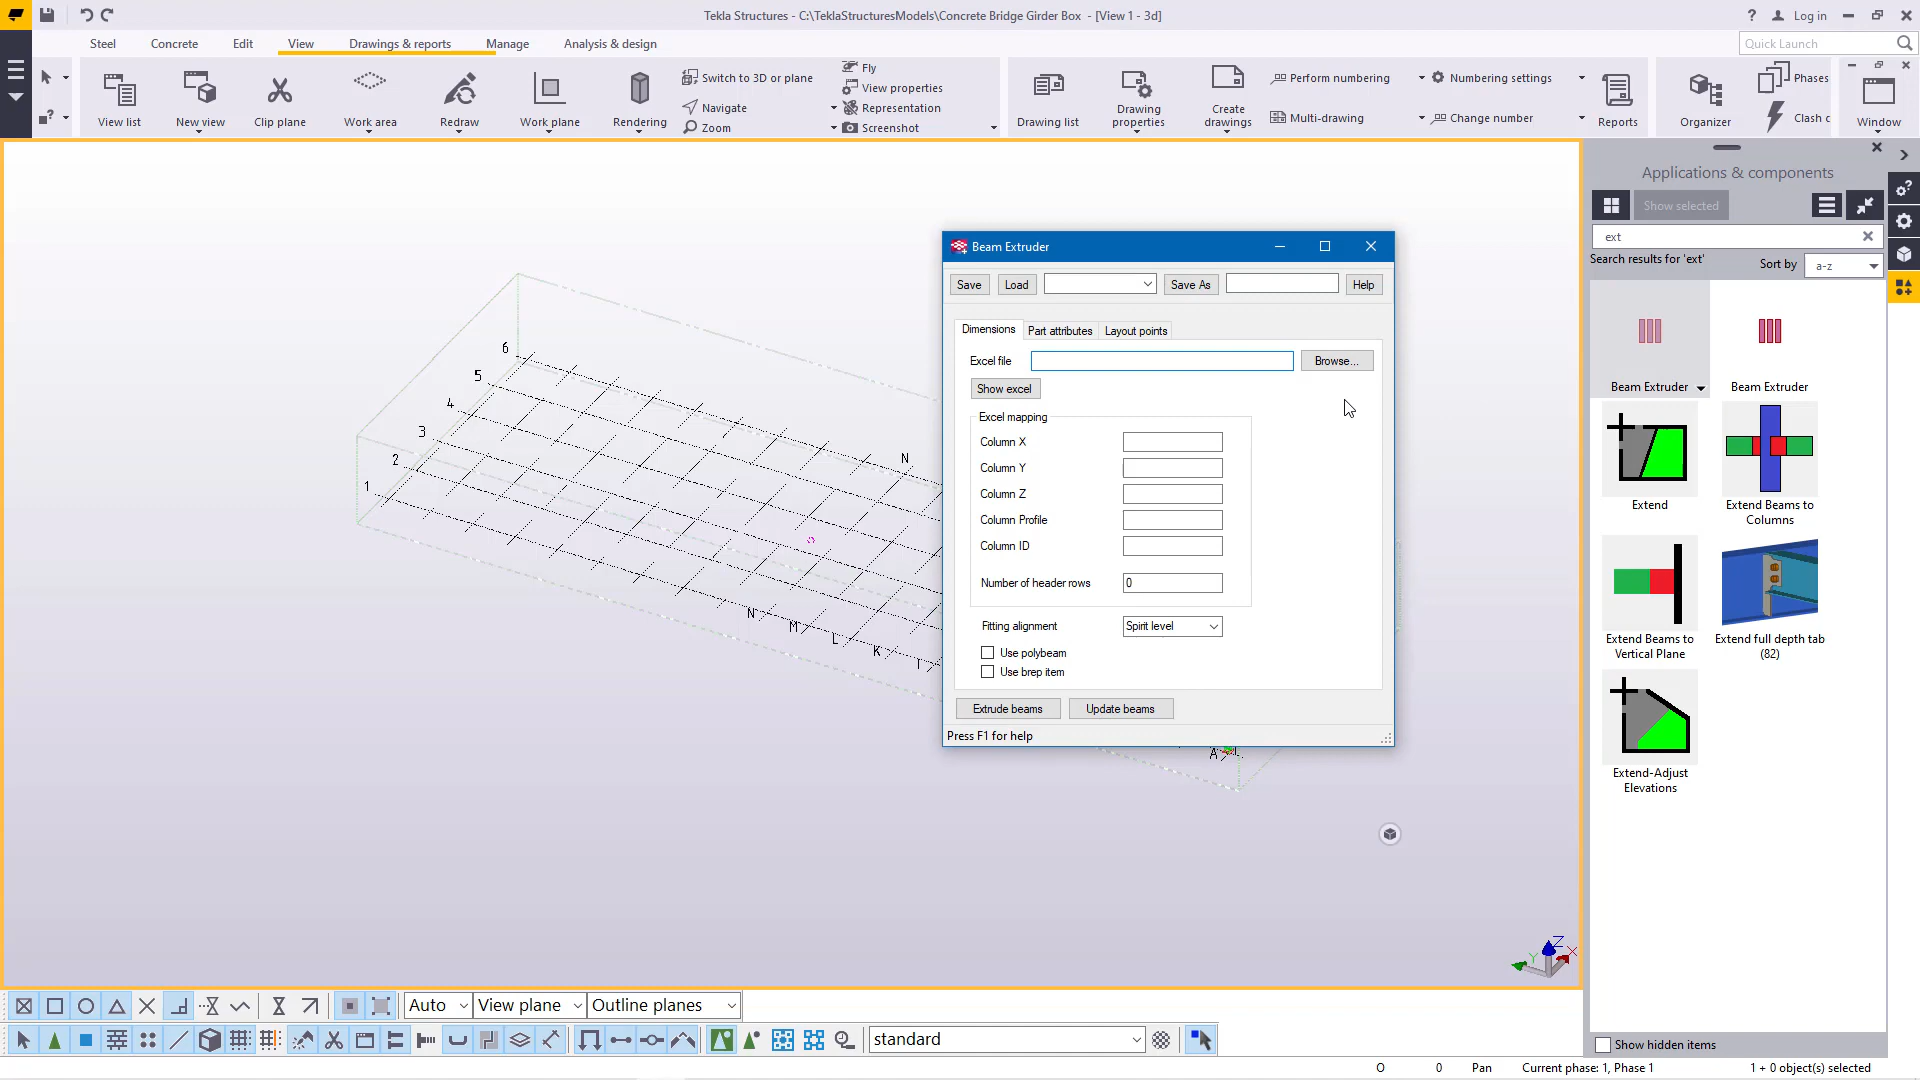 Tekla Structures - C:\TeklaStructuresModels\Concrete Bridge Girder Box - [View 1 - 3d]
? Log in
Steel Concrete Edit View Drawings & reports Manage Analysis & design
Quick Launch
View list
New view
Clip plane
Work area
Redraw
Work plane
Rendering
Switch to 3D or plane
Navigate
Zoom
Fly
View properties
Representation
Screenshot
Drawing list
Drawing
properties
Create
drawings
Perform numbering
Multi-drawing
Numbering settings
Change number
Reports
Organizer
Phases
Clash c
Window
Applications & components
Show selected
ext
Search results for 'ext'
Sort by a-z
Beam Extruder
Beam Extruder
Extend
Extend Beams to
Columns
Extend Beams to
Vertical Plane
Extend full depth tab
(82)
Extend-Adjust
Elevations
Show hidden items
Beam Extruder
Save Load Save As Help
Dimensions Part attributes Layout points
Excel file Browse...
Show excel
Excel mapping
Column X
Column Y
Column Z
Column Profile
Column ID
Number of header rows 0
Fitting alignment Spirit level
Use polybeam
Use brep item
Extrude beams Update beams
Press F1 for help
6
5
4
3
2
1
N
N
M
L
K
A
Z
Y
X
Auto View plane Outline planes
standard
O 0 Pan Current phase: 1, Phase 1 1 + 0 object(s) selected